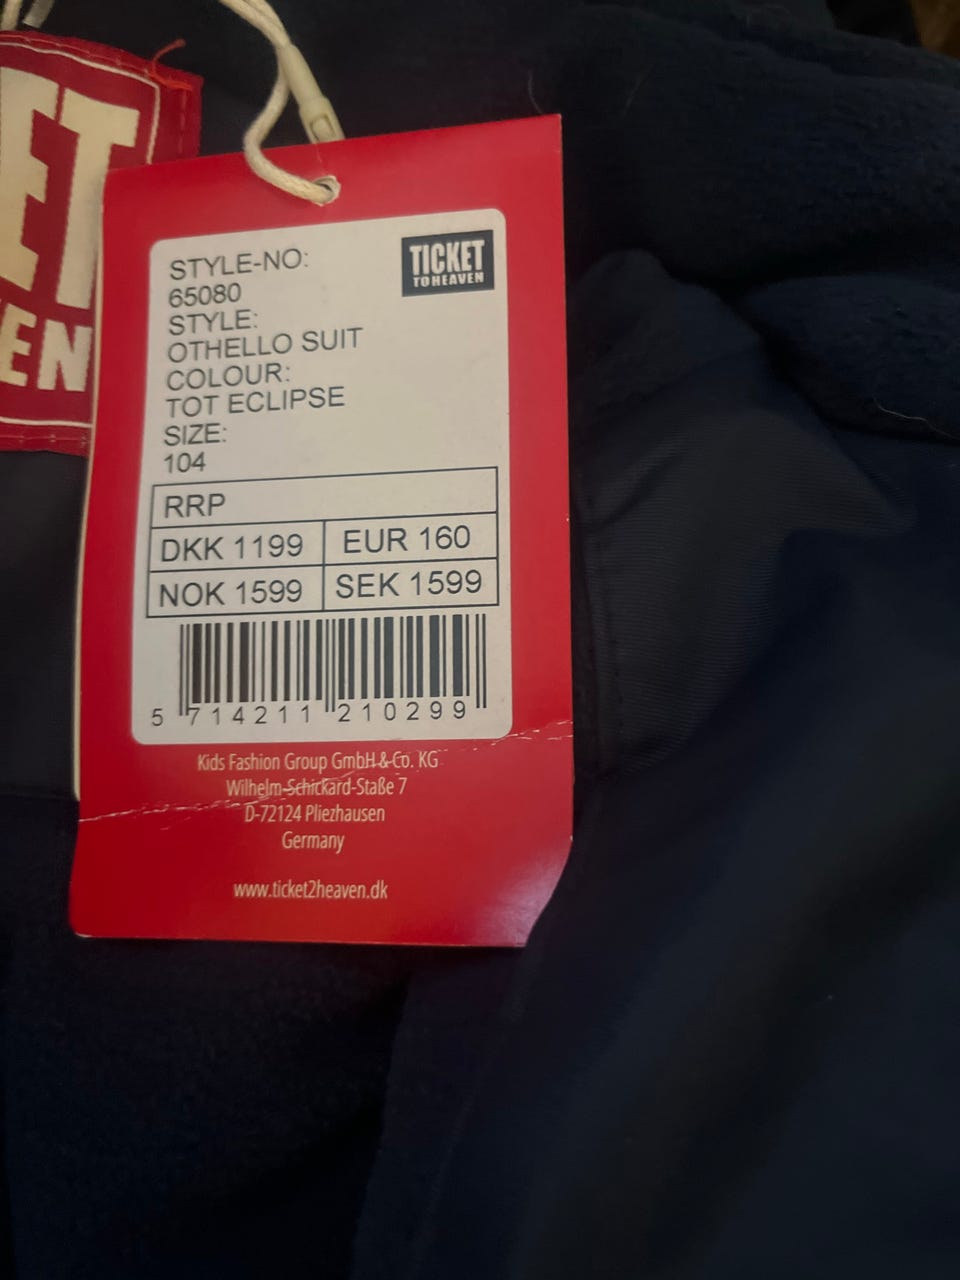 ET
EN
TICKET
TO HEAVEN
STYLE-NO:
65080
STYLE:
OTHELLO SUIT
COLOUR:
TOT ECLIPSE
SIZE:
104
RRP
DKK 1199 EUR 160
NOK 1599 SEK 1599
5 714211 210299
Kids Fashion Group GmbH & Co. KG
Wilhelm-Schickard-Staße 7
D-72124 Pliezhausen
Germany
www.ticket2heaven.dk